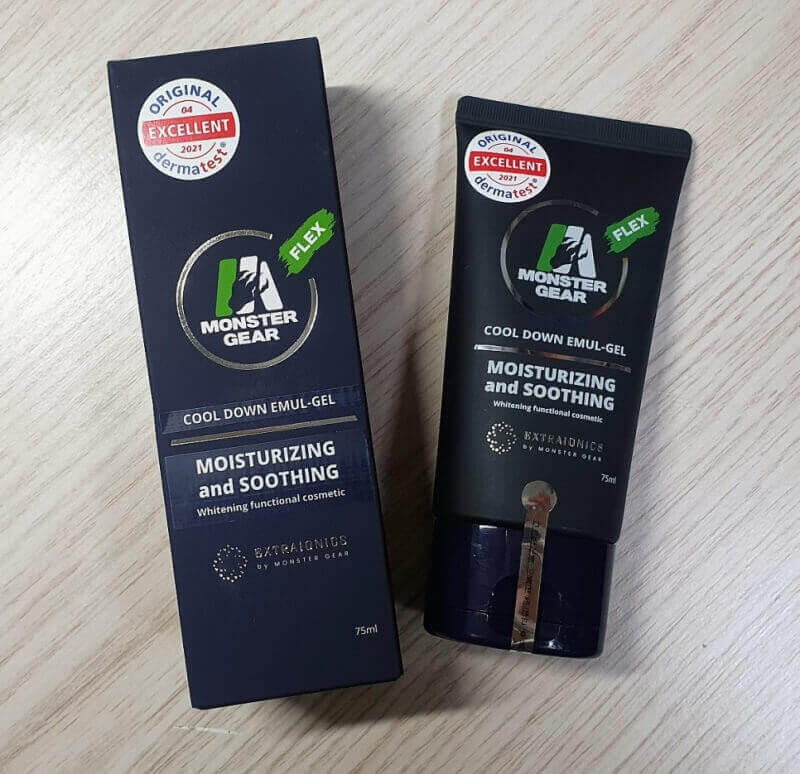 ORIGINAL
04
EXCELLENT
2021
dermatest®
FLEX
MONSTER
GEAR
COOL DOWN EMUL-GEL
MOISTURIZING
and SOOTHING
Whitening functional cosmetic
EXTRAIONICS
by MONSTER GEAR
75ml
ORIGINAL
04
EXCELLENT
2021
dermatest®
FLEX
MONSTER
GEAR
COOL DOWN EMUL-GEL
MOISTURIZING
and SOOTHING
Whitening functional cosmetic
EXTRAIONICS
by MONSTER GEAR
75ml